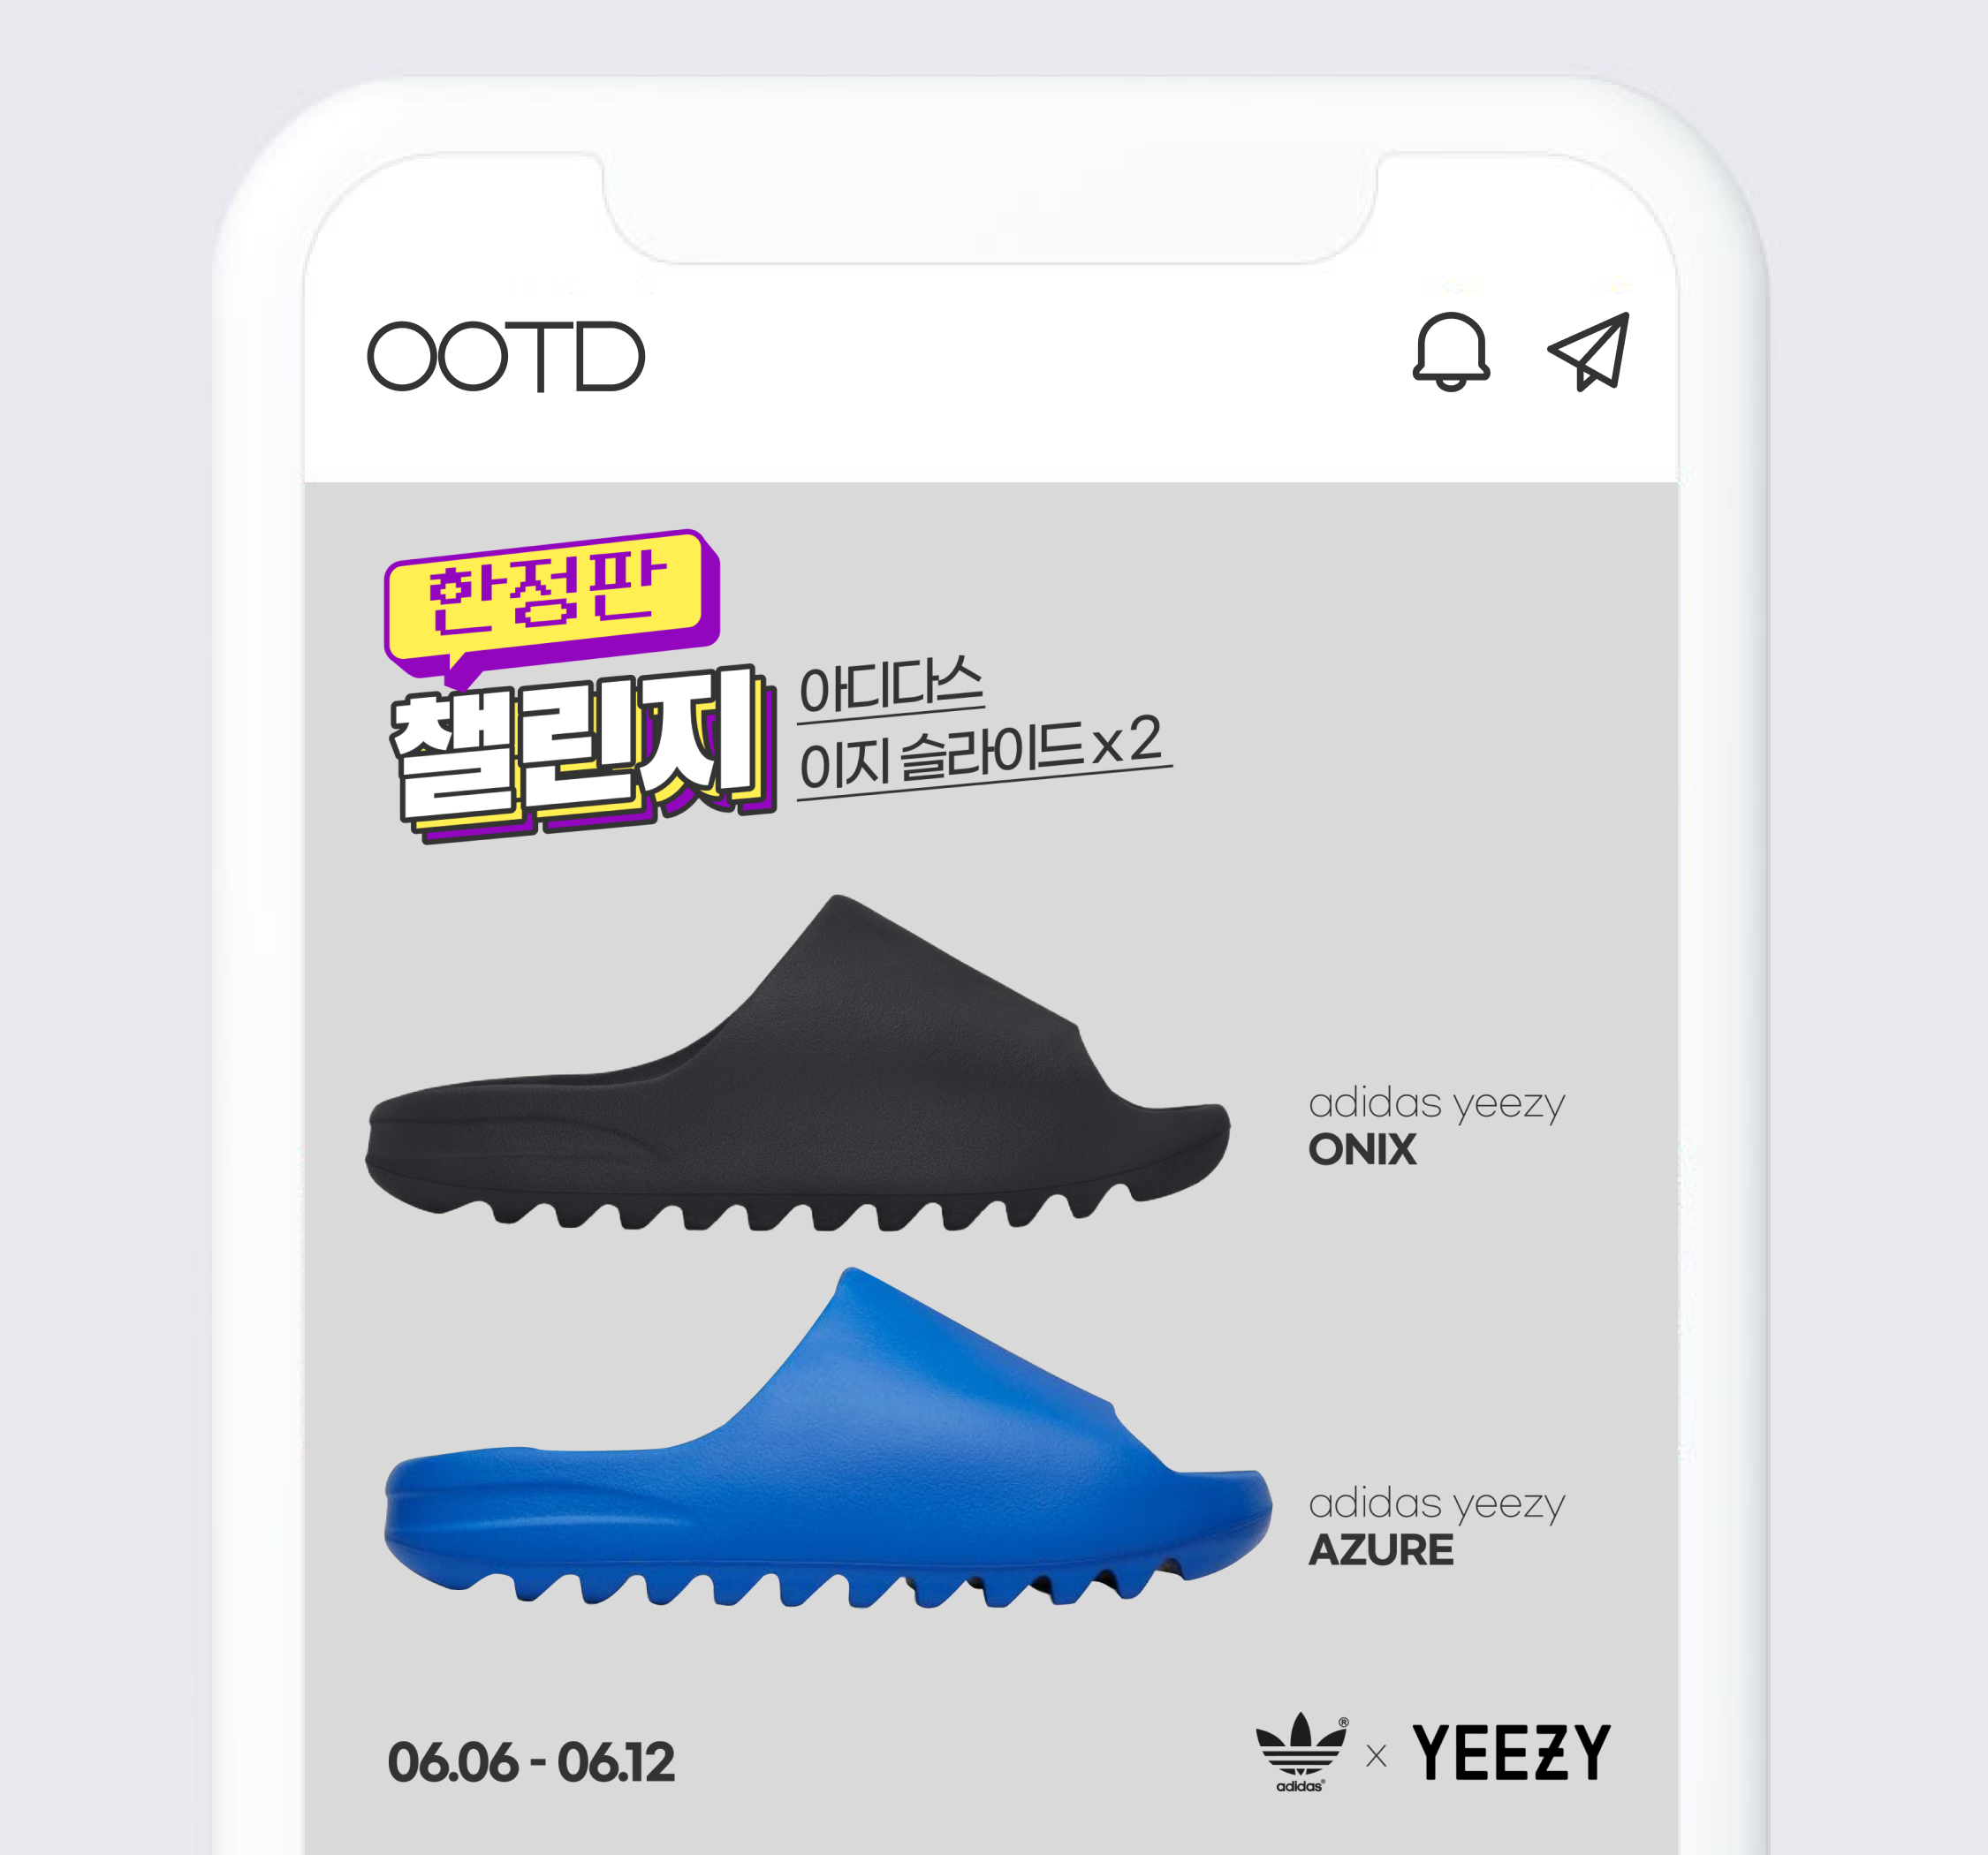 OOTD
한정판
챌린지
아디다스
이지 슬라이드 x 2
adidas yeezy
ONIX
adidas yeezy
AZURE
06.06 - 06.12
adidas® ® x YEEZY